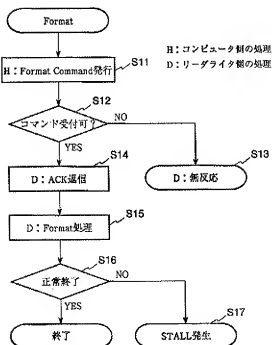 Format
H：コンピュータ側の処理
D：リーダライタ側の処理
S11
H：Format Command発行
S12
コマンド受付可？
NO
YES
S14
S13
D：ACK返信
D：無反応
S15
D：Format処理
S16
正常終了
NO
YES
S17
終了
STALL発生